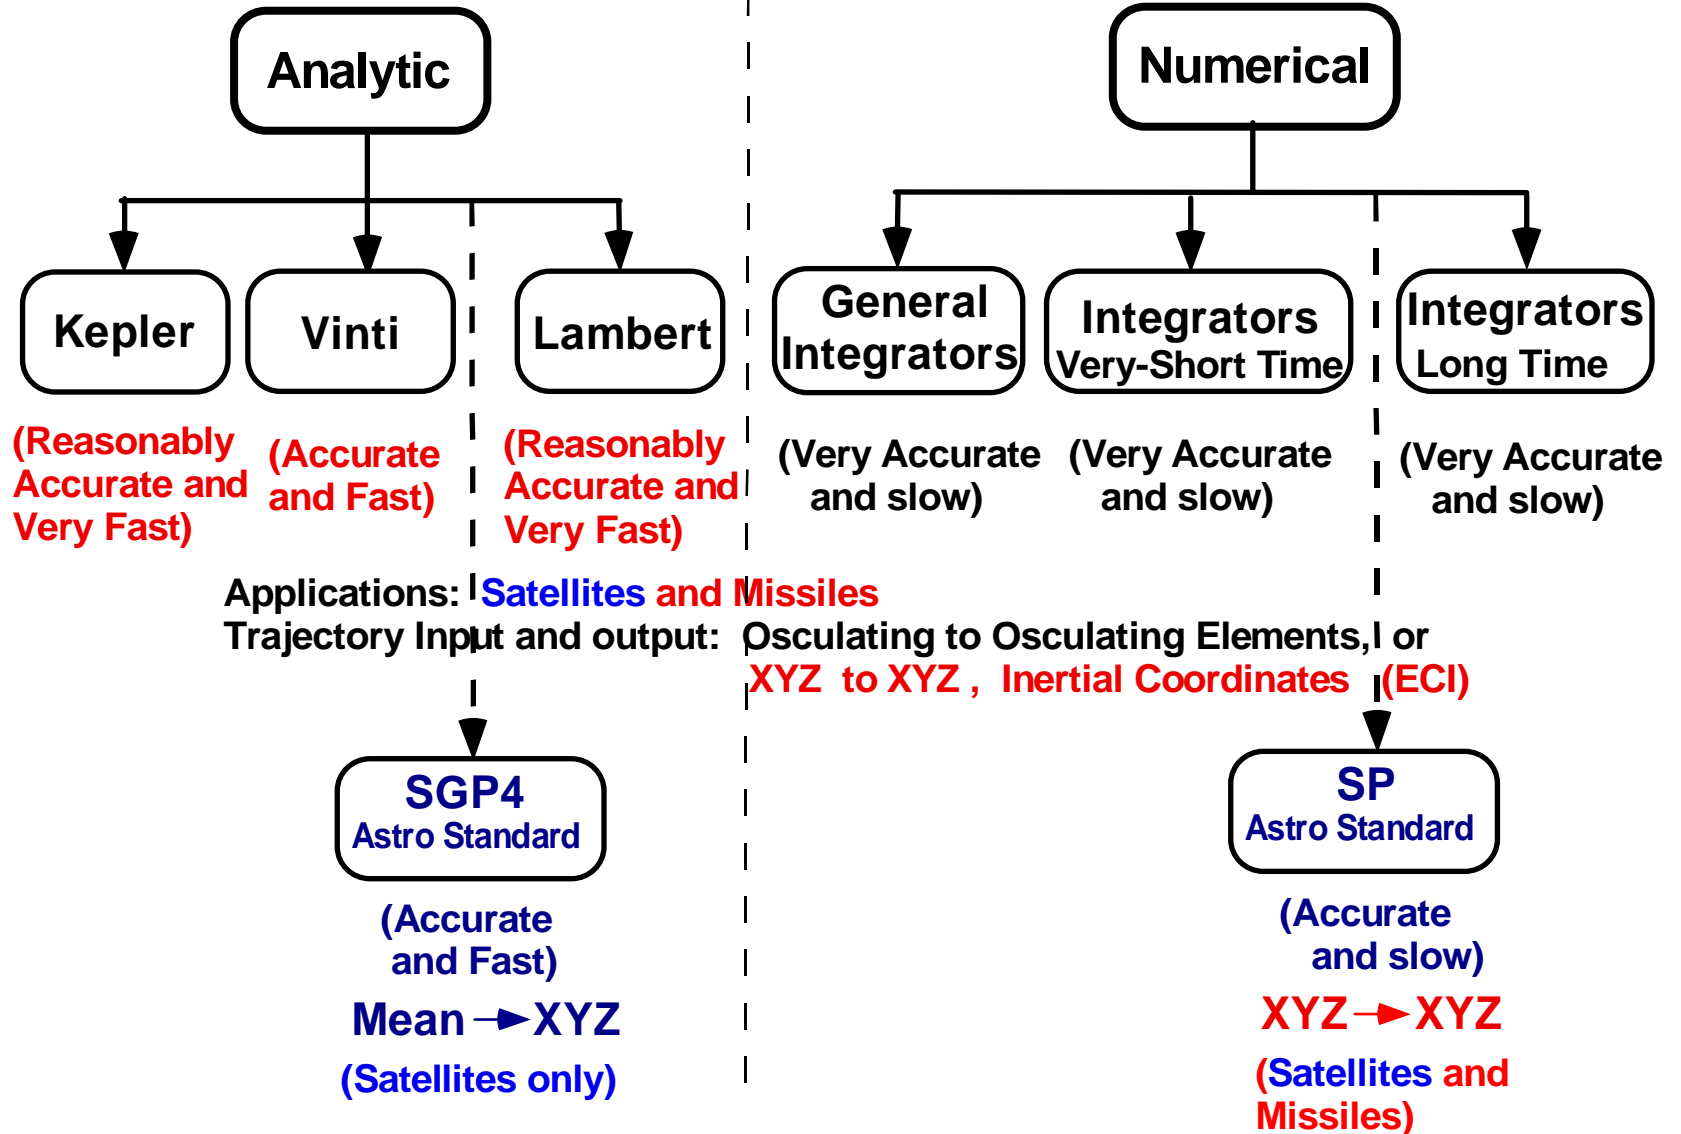 Analytic
Numerical
Kepler
Vinti
Lambert
General
Integrators
Integrators
Very-Short Time
Integrators
Long Time
(Reasonably
Accurate and
Very Fast)
(Accurate
and Fast)
(Reasonably
Accurate and
Very Fast)
(Very Accurate
and slow)
(Very Accurate
and slow)
(Very Accurate
and slow)
Applications: Satellites and Missiles
Trajectory Input and output: Osculating to Osculating Elements, or
XYZ to XYZ , Inertial Coordinates (ECI)
SGP4
Astro Standard
(Accurate
and Fast)
Mean XYZ
(Satellites only)
SP
Astro Standard
(Accurate
and slow)
XYZ XYZ
(Satellites and
Missiles)